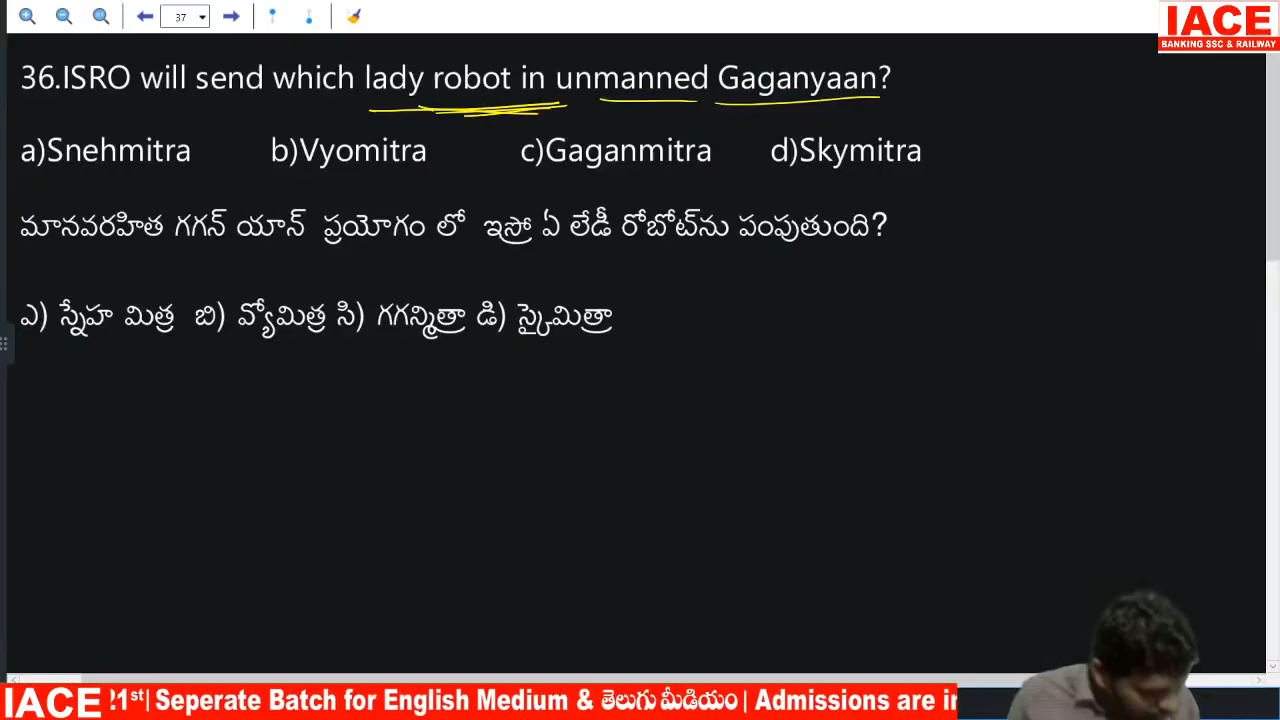 37
IACE
BANKING SSC & RAILWAY
36.ISRO will send which lady robot in unmanned Gaganyaan?
a)Snehmitra b)Vyomitra c)Gaganmitra d)Skymitra
మానవరహిత గగన్ యాన్ ప్రయోగం లో ఇస్రో ఏ లేడీ రోబోట్‌ను పంపుతుంది?
ఎ) స్నేహ మిత్ర బి) వ్యోమిత్ర సి) గగన్మిత్రా డి) స్కైమిత్రా
IACE 21st| Seperate Batch for English Medium & తెలుగు మీడియం | Admissions are in